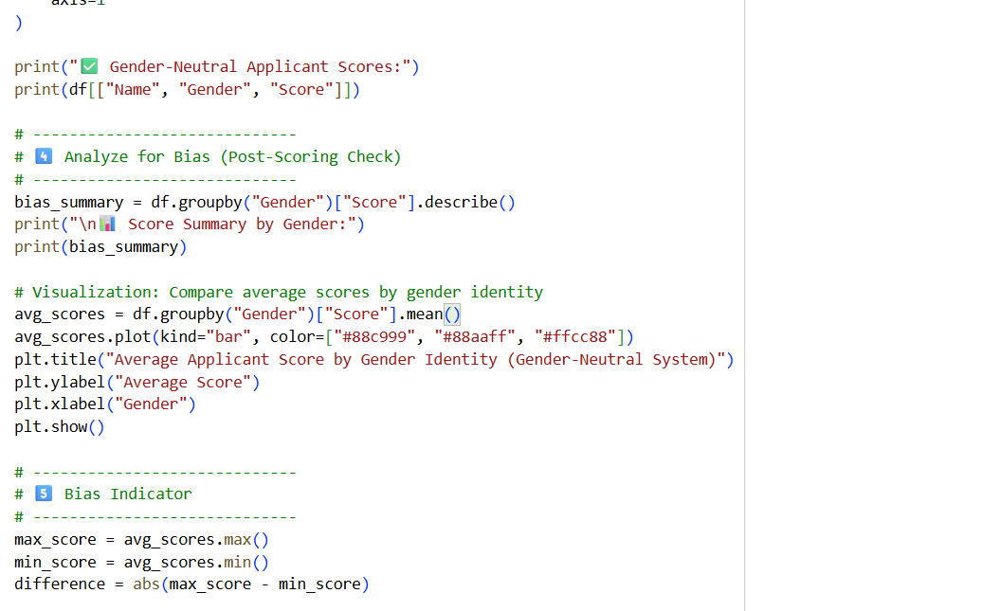 axis=1
)
print("✅ Gender-Neutral Applicant Scores:")
print(df[["Name", "Gender", "Score"]])
# -----------------------------
# 4️⃣ Analyze for Bias (Post-Scoring Check)
# -----------------------------
bias_summary = df.groupby("Gender")["Score"].describe()
print("\n📊 Score Summary by Gender:")
print(bias_summary)
# Visualization: Compare average scores by gender identity
avg_scores = df.groupby("Gender")["Score"].mean()
avg_scores.plot(kind="bar", color=["#88c999", "#88aaff", "#ffcc88"])
plt.title("Average Applicant Score by Gender Identity (Gender-Neutral System)")
plt.ylabel("Average Score")
plt.xlabel("Gender")
plt.show()
# -----------------------------
# 5️⃣ Bias Indicator
# -----------------------------
max_score = avg_scores.max()
min_score = avg_scores.min()
difference = abs(max_score - min_score)